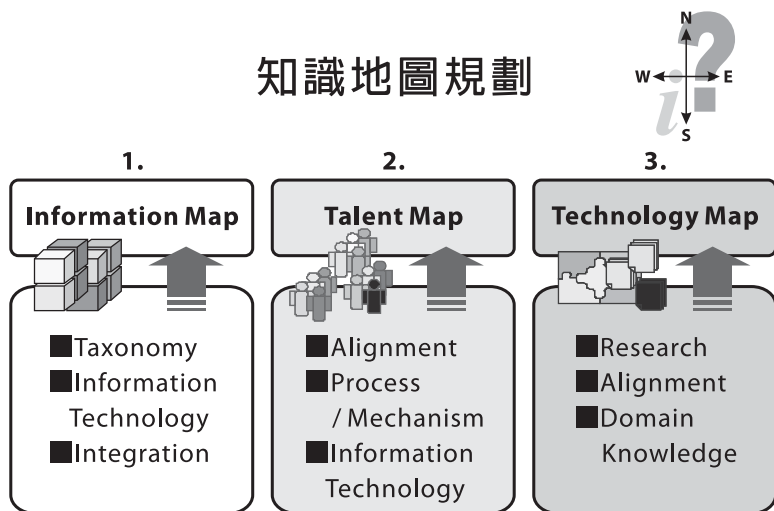 知識地圖規劃
N
W E
S
i ?
1.
Information Map
■Taxonomy
■Information
Technology
■Integration
2.
Talent Map
■Alignment
■Process
/ Mechanism
■Information
Technology
3.
Technology Map
■Research
■Alignment
■Domain
Knowledge